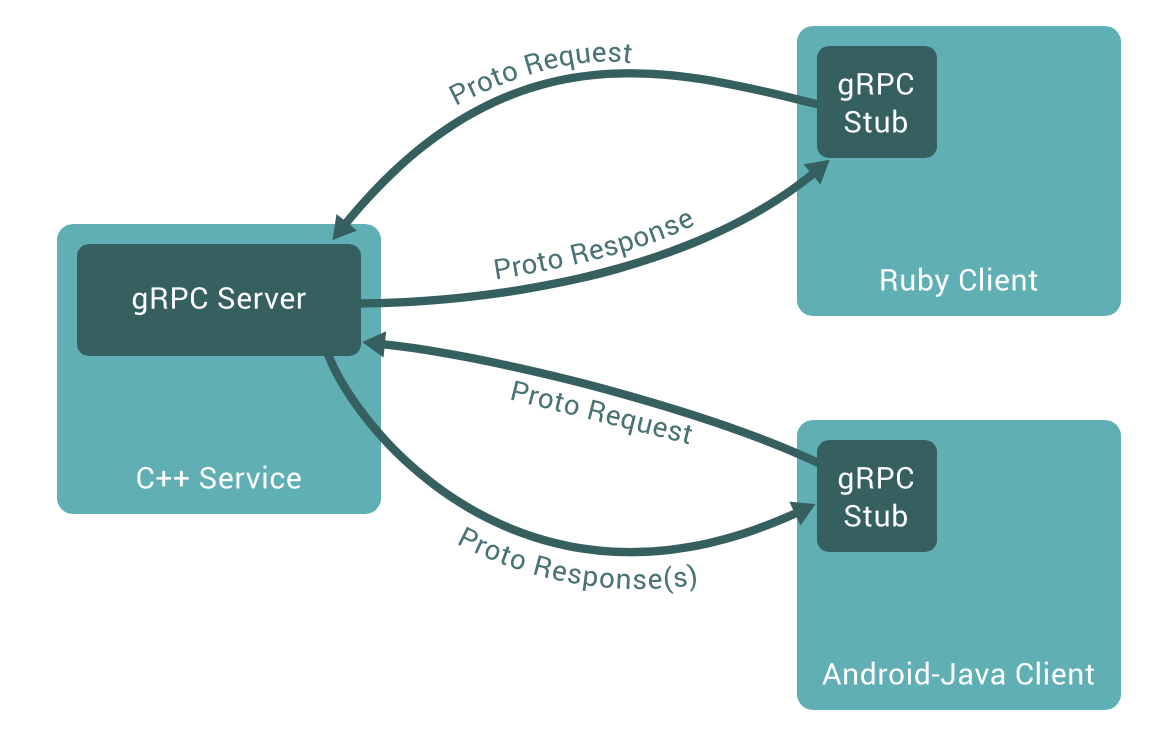 Proto Request
gRPC
Stub
Proto Response
Ruby Client
gRPC Server
C++ Service
Proto Request
gRPC
Stub
Proto Response(s)
Android-Java Client